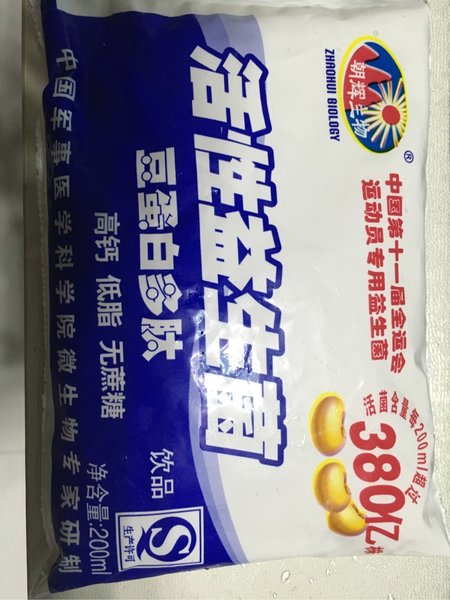 朝辉生物
ZHAOHUI BIOLOGY
®
中国第十一届全运会
运动员专用益生菌
每200ml超过
380亿
活性益生菌
豆蛋白多肽
饮品
高钙 低脂 无蔗糖
净含量:200ml
生产许可
中国军事医学科学院微生物专家研制